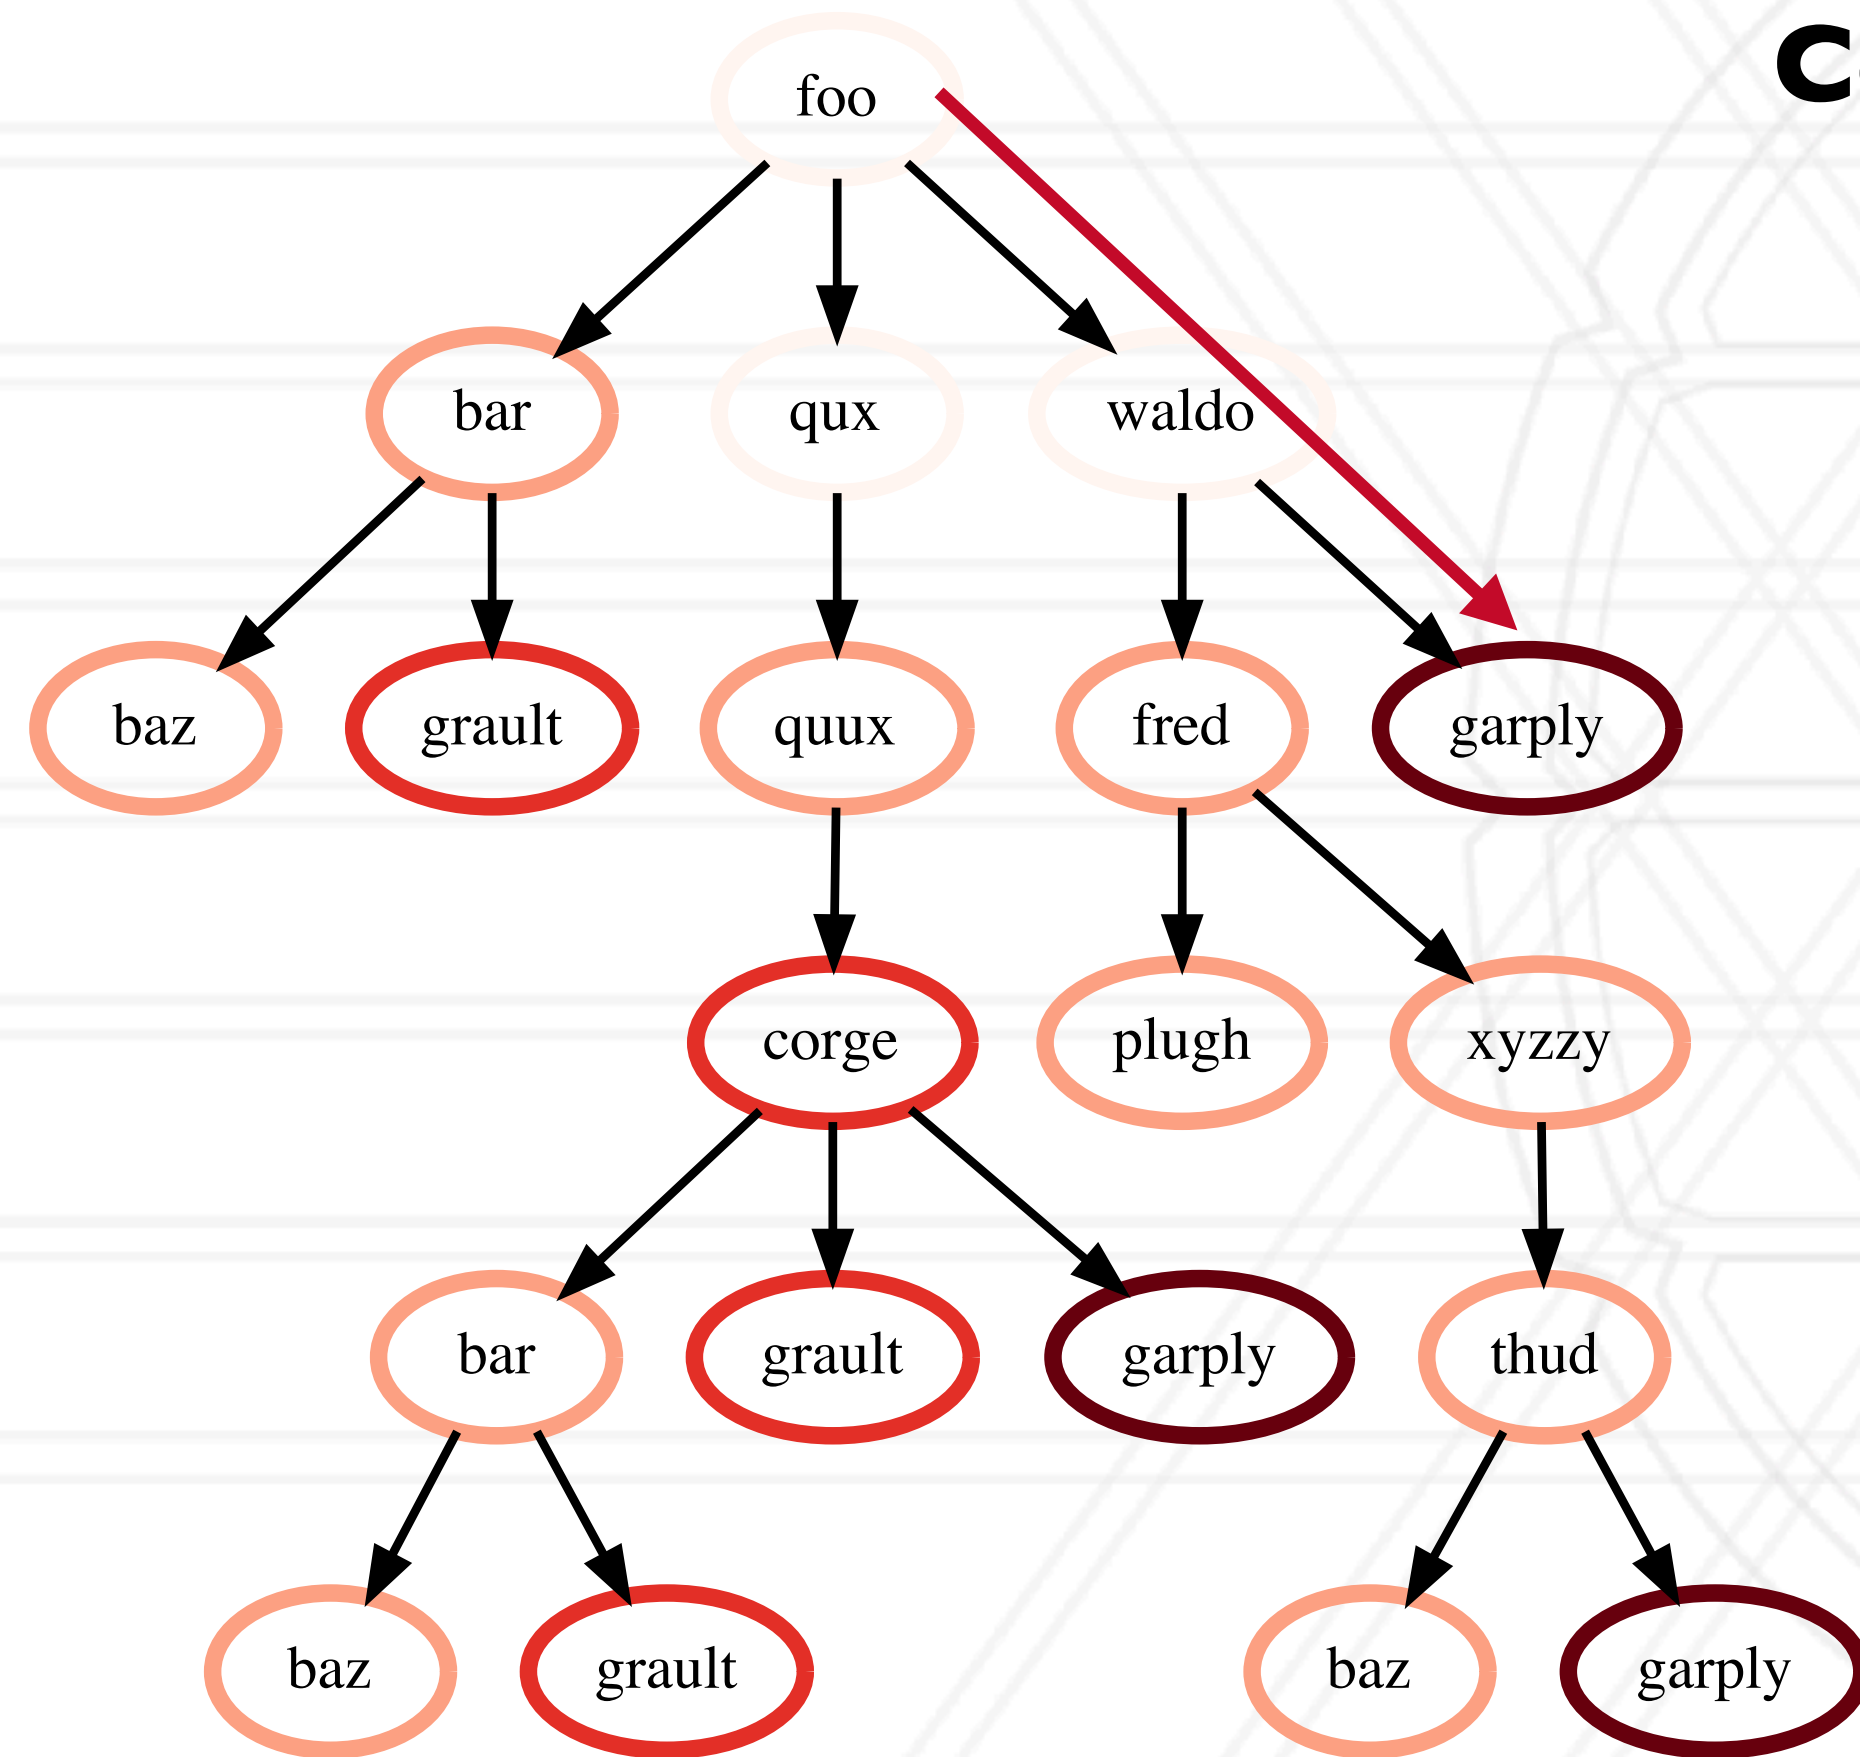 foo
bar
qux
waldo
baz
grault
quux
fred
garply
corge
plugh
xyzzy
bar
grault
garply
thud
baz
grault
baz
garply